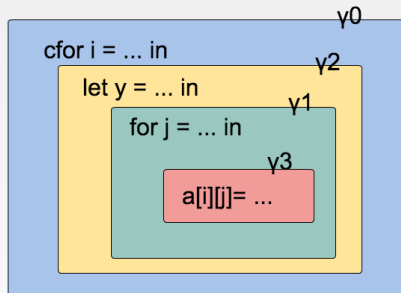 γ0
cfor i = ... in
γ2
let y = ... in
γ1
for j = ... in
γ3
a[i][j]= ...